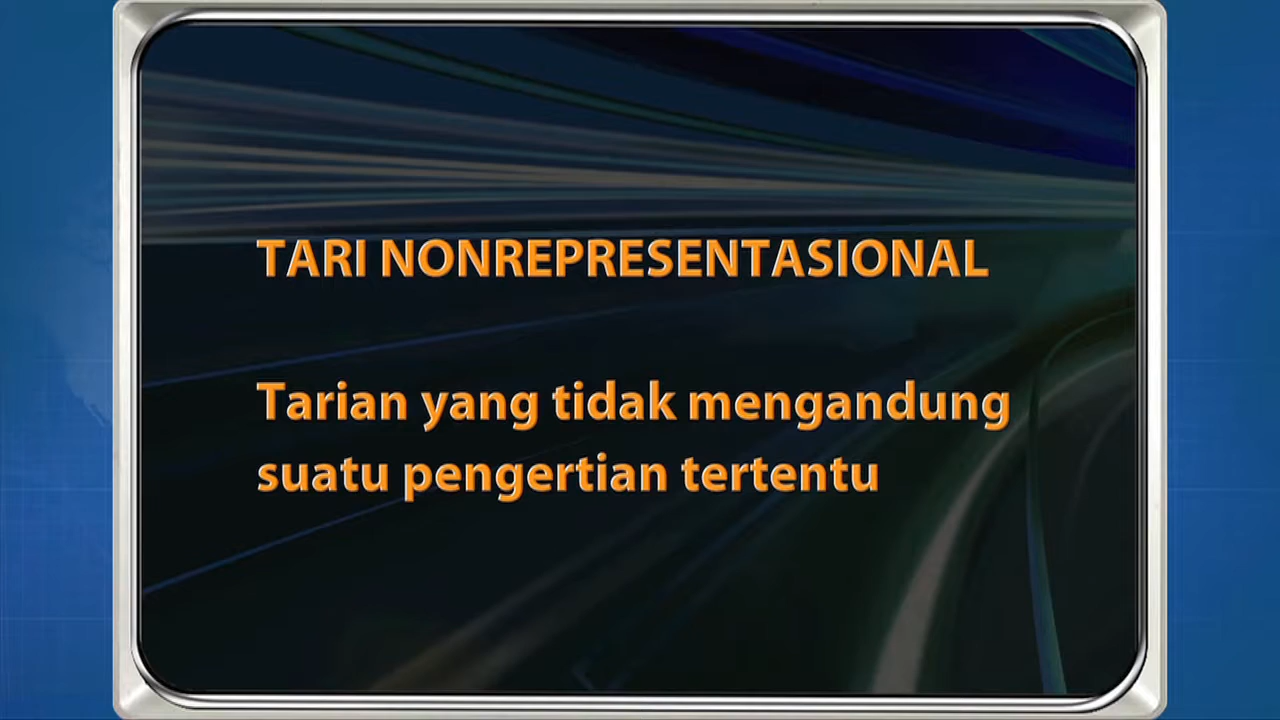 TARI NONREPRESENTASIONAL
Tarian yang tidak mengandung
suatu pengertian tertentu